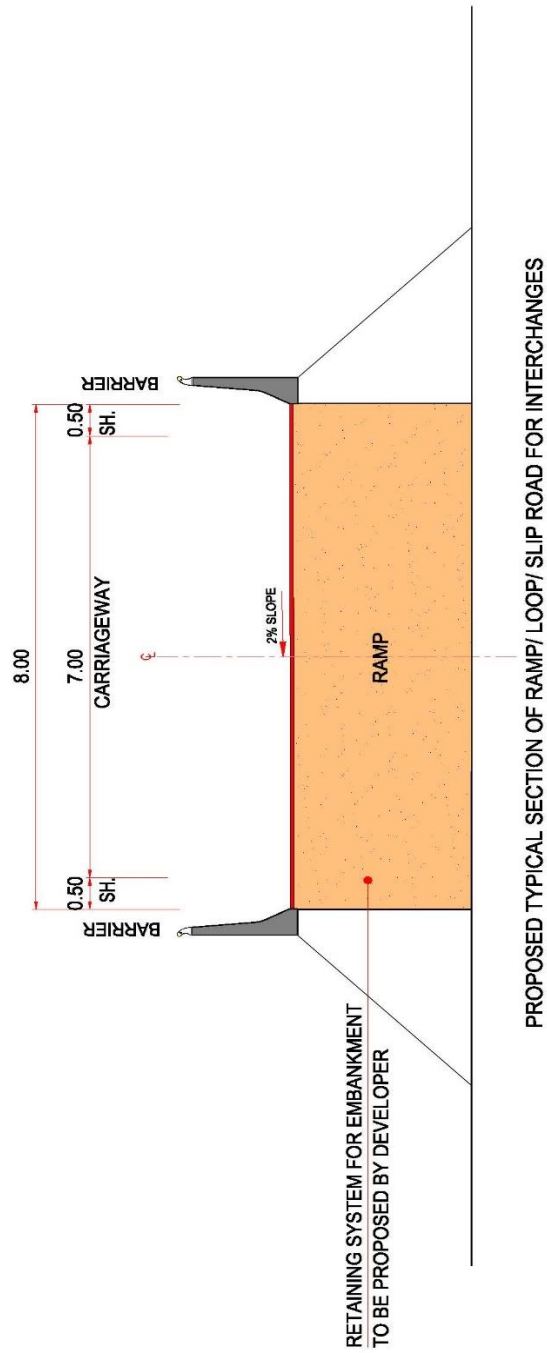 8.00
0.50
7.00
0.50
BARRIER
SH.
CARRIAGEWAY
SH.
BARRIER
℄
2% SLOPE
RAMP
RETAINING SYSTEM FOR EMBANKMENT
TO BE PROPOSED BY DEVELOPER
PROPOSED TYPICAL SECTION OF RAMP/ LOOP/ SLIP ROAD FOR INTERCHANGES